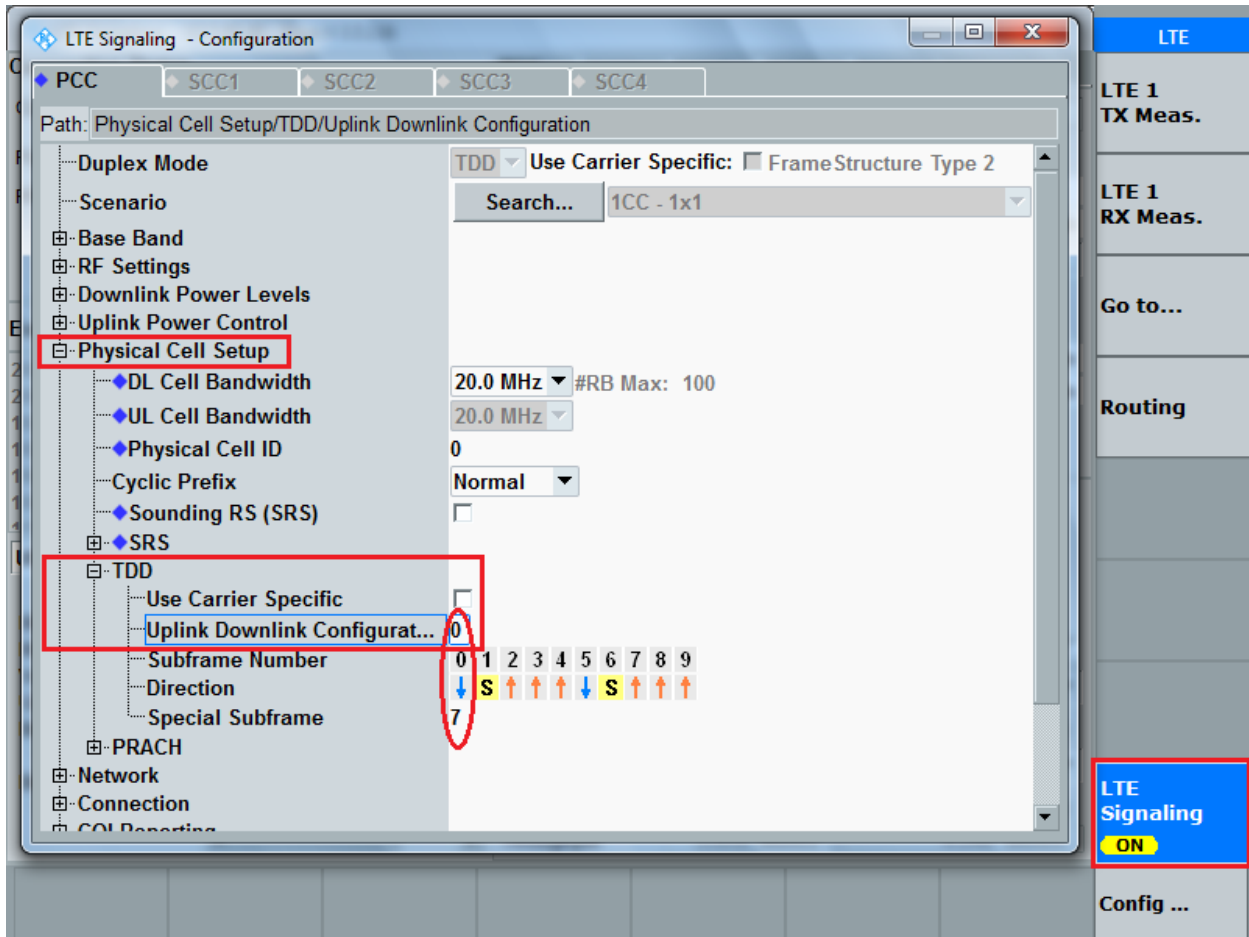 LTE Signaling - Configuration
LTE
PCC SCC1 SCC2 SCC3 SCC4
LTE 1
TX Meas.
Path: Physical Cell Setup/TDD/Uplink Downlink Configuration
Duplex Mode TDD Use Carrier Specific: FrameStructure Type 2
Scenario Search... 1CC - 1x1
LTE 1
RX Meas.
Base Band
RF Settings
Downlink Power Levels
Go to...
Uplink Power Control
Physical Cell Setup
DL Cell Bandwidth 20.0 MHz #RB Max: 100
UL Cell Bandwidth 20.0 MHz
Routing
Physical Cell ID 0
Cyclic Prefix Normal
Sounding RS (SRS)
SRS
TDD
Use Carrier Specific
Uplink Downlink Configurat... 0
Subframe Number 0 1 2 3 4 5 6 7 8 9
Direction ↓ S ↑ ↑ ↑ ↓ S ↑ ↑ ↑
Special Subframe 7
PRACH
Network
Connection
LTE
Signaling
ON
Config ...